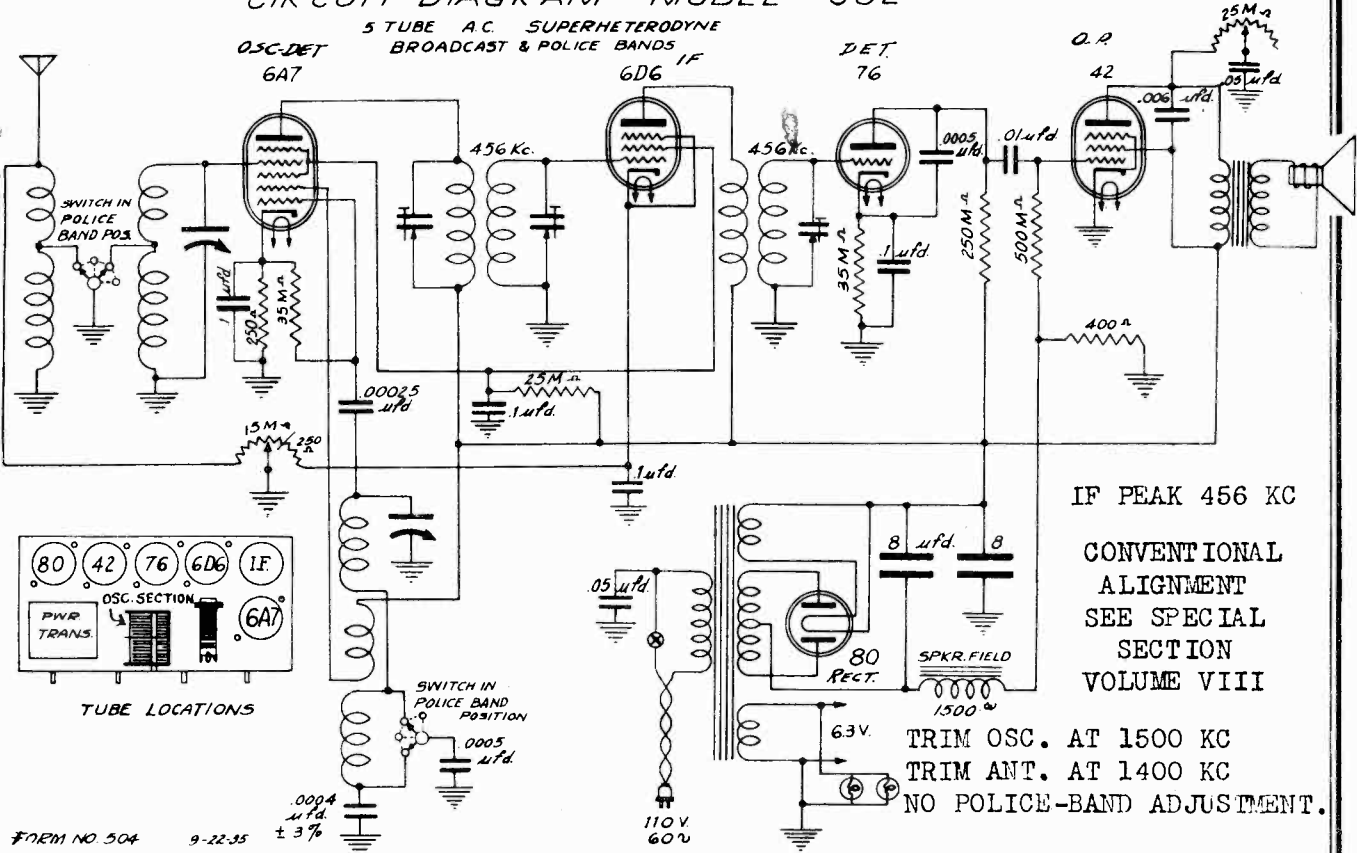 CIRCUIT DIAGRAM MODEL
5 TUBE A.C. SUPERHETERODYNE
BROADCAST & POLICE BANDS
OSC-DET
6A7
IF
6D6
DET.
76
O.P.
42
25M Ω
.05 ufd.
.006 ufd.
SWITCH IN
POLICE
BAND POS.
456 Kc.
456 Kc.
.0005
ufd.
.01 ufd
.1 ufd
250Ω
35MΩ
35MΩ
.1 ufd
250MΩ
500MΩ
400Ω
.00025
ufd
25MΩ
.1 ufd.
15MΩ
250
Ω
.1 ufd.
IF PEAK 456 KC
CONVENTIONAL
ALIGNMENT
SEE SPECIAL
SECTION
VOLUME VIII
80
42
76
6D6
I.F.
OSC. SECTION
PWR.
TRANS.
6A7
TUBE LOCATIONS
.05 ufd.
8 ufd.
8
80
RECT.
SPKR. FIELD
1500 ω
SWITCH IN
POLICE BAND
POSITION
.0005
ufd.
6.3V.
TRIM OSC. AT 1500 KC
TRIM ANT. AT 1400 KC
NO POLICE-BAND ADJUSTMENT.
.0004
ufd.
± 3%
110 V.
60~
FORM NO. 504
9-22-35